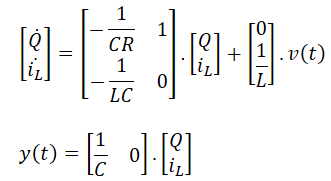 [Q̇ i̇_L] = [−1/CR 1 −1/LC 0] . [Q i_L] + [0 1/L] . v(t)
y(t) = [1/C 0] . [Q i_L]